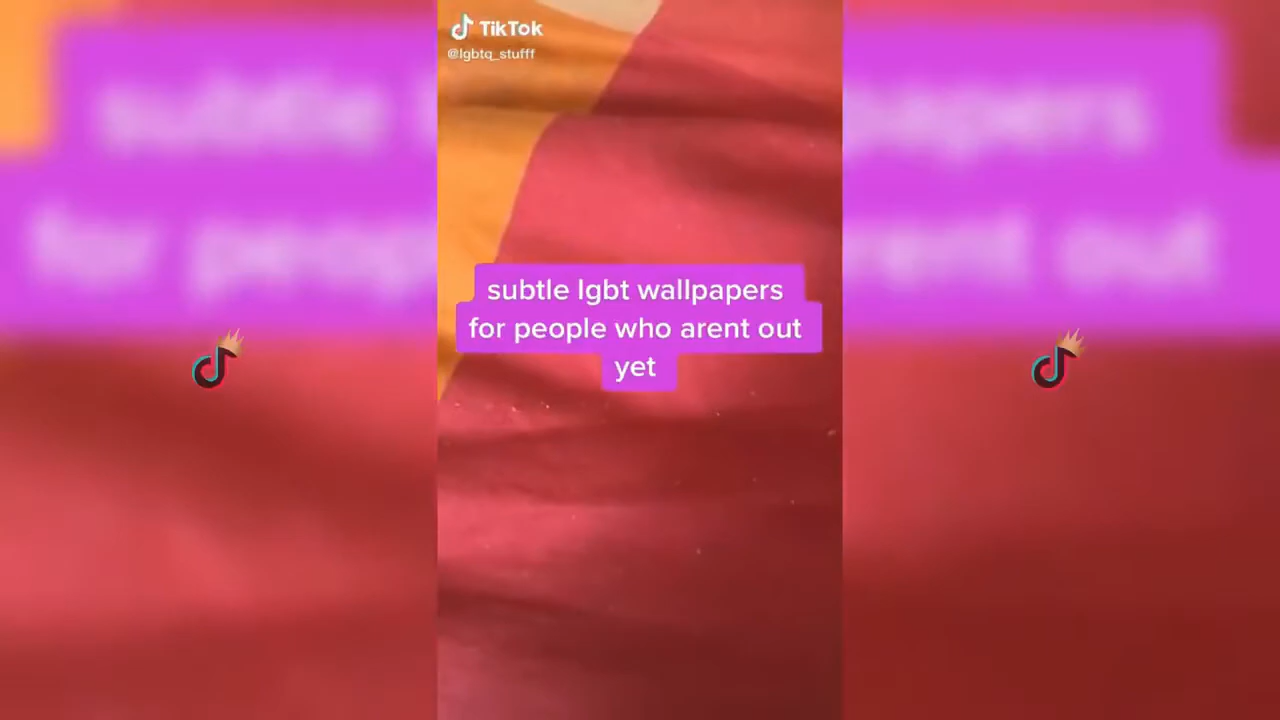 TikTok
@lgbtq_stufff
subtle lgbt wallpapers
for people who arent out
yet